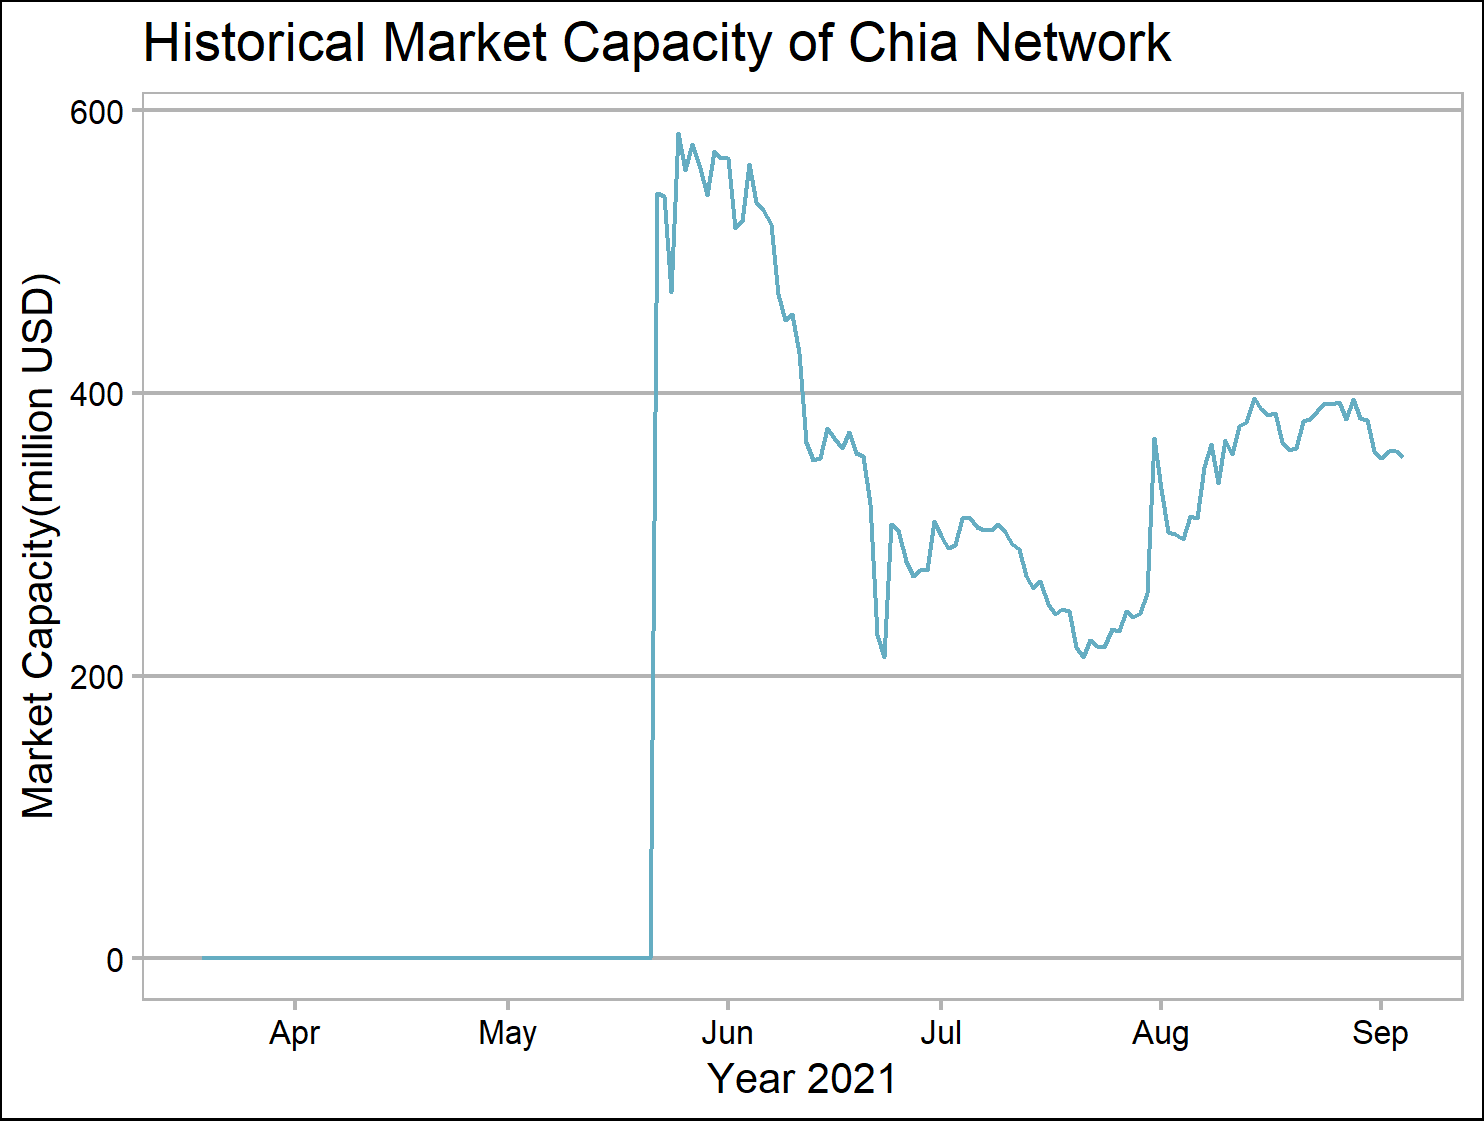 Historical Market Capacity of Chia Network
Market Capacity(million USD)
600
400
200
0
Apr May Jun Jul Aug Sep
Year 2021